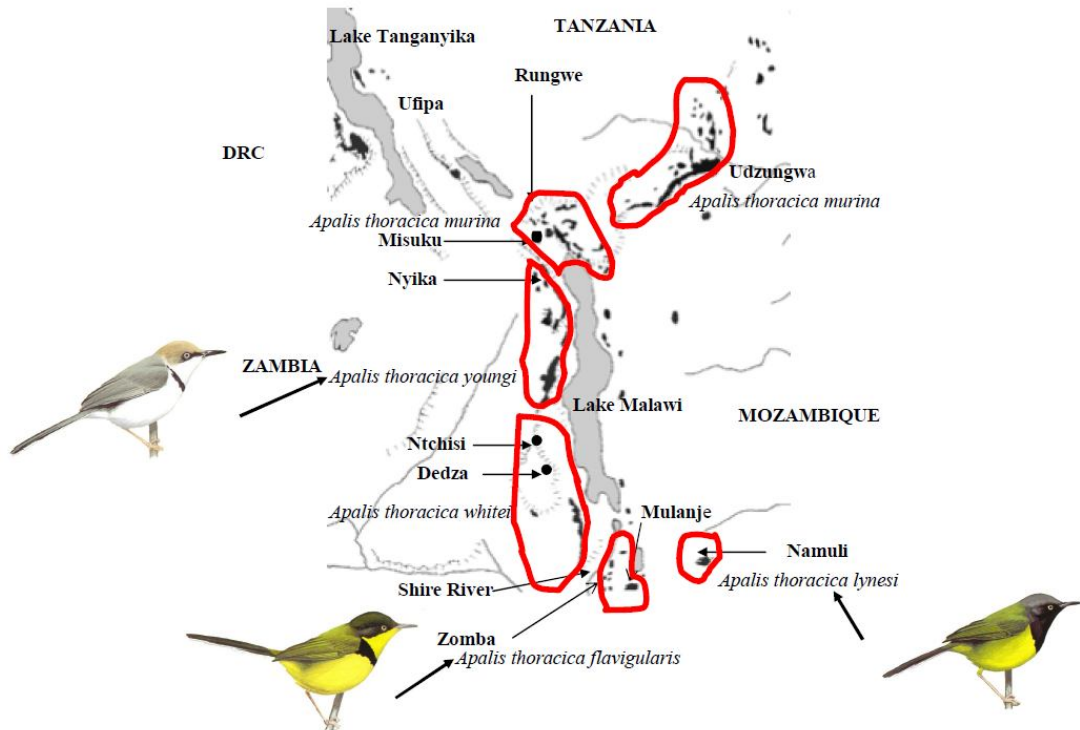 TANZANIA
Lake Tanganyika
Rungwe
Ufipa
DRC
Udzungwa
Apalis thoracica murina
Apalis thoracica murina
Misuku
Nyika
ZAMBIA
Apalis thoracica youngi
Lake Malawi
MOZAMBIQUE
Ntchisi
Dedza
Apalis thoracica whitei
Mulanje
Namuli
Apalis thoracica lynesi
Shire River
Zomba
Apalis thoracica flavigularis